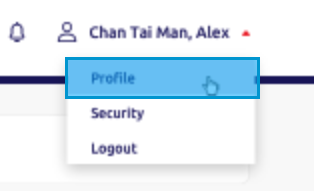 Chan Tai Man, Alex
Profile
Security
Logout